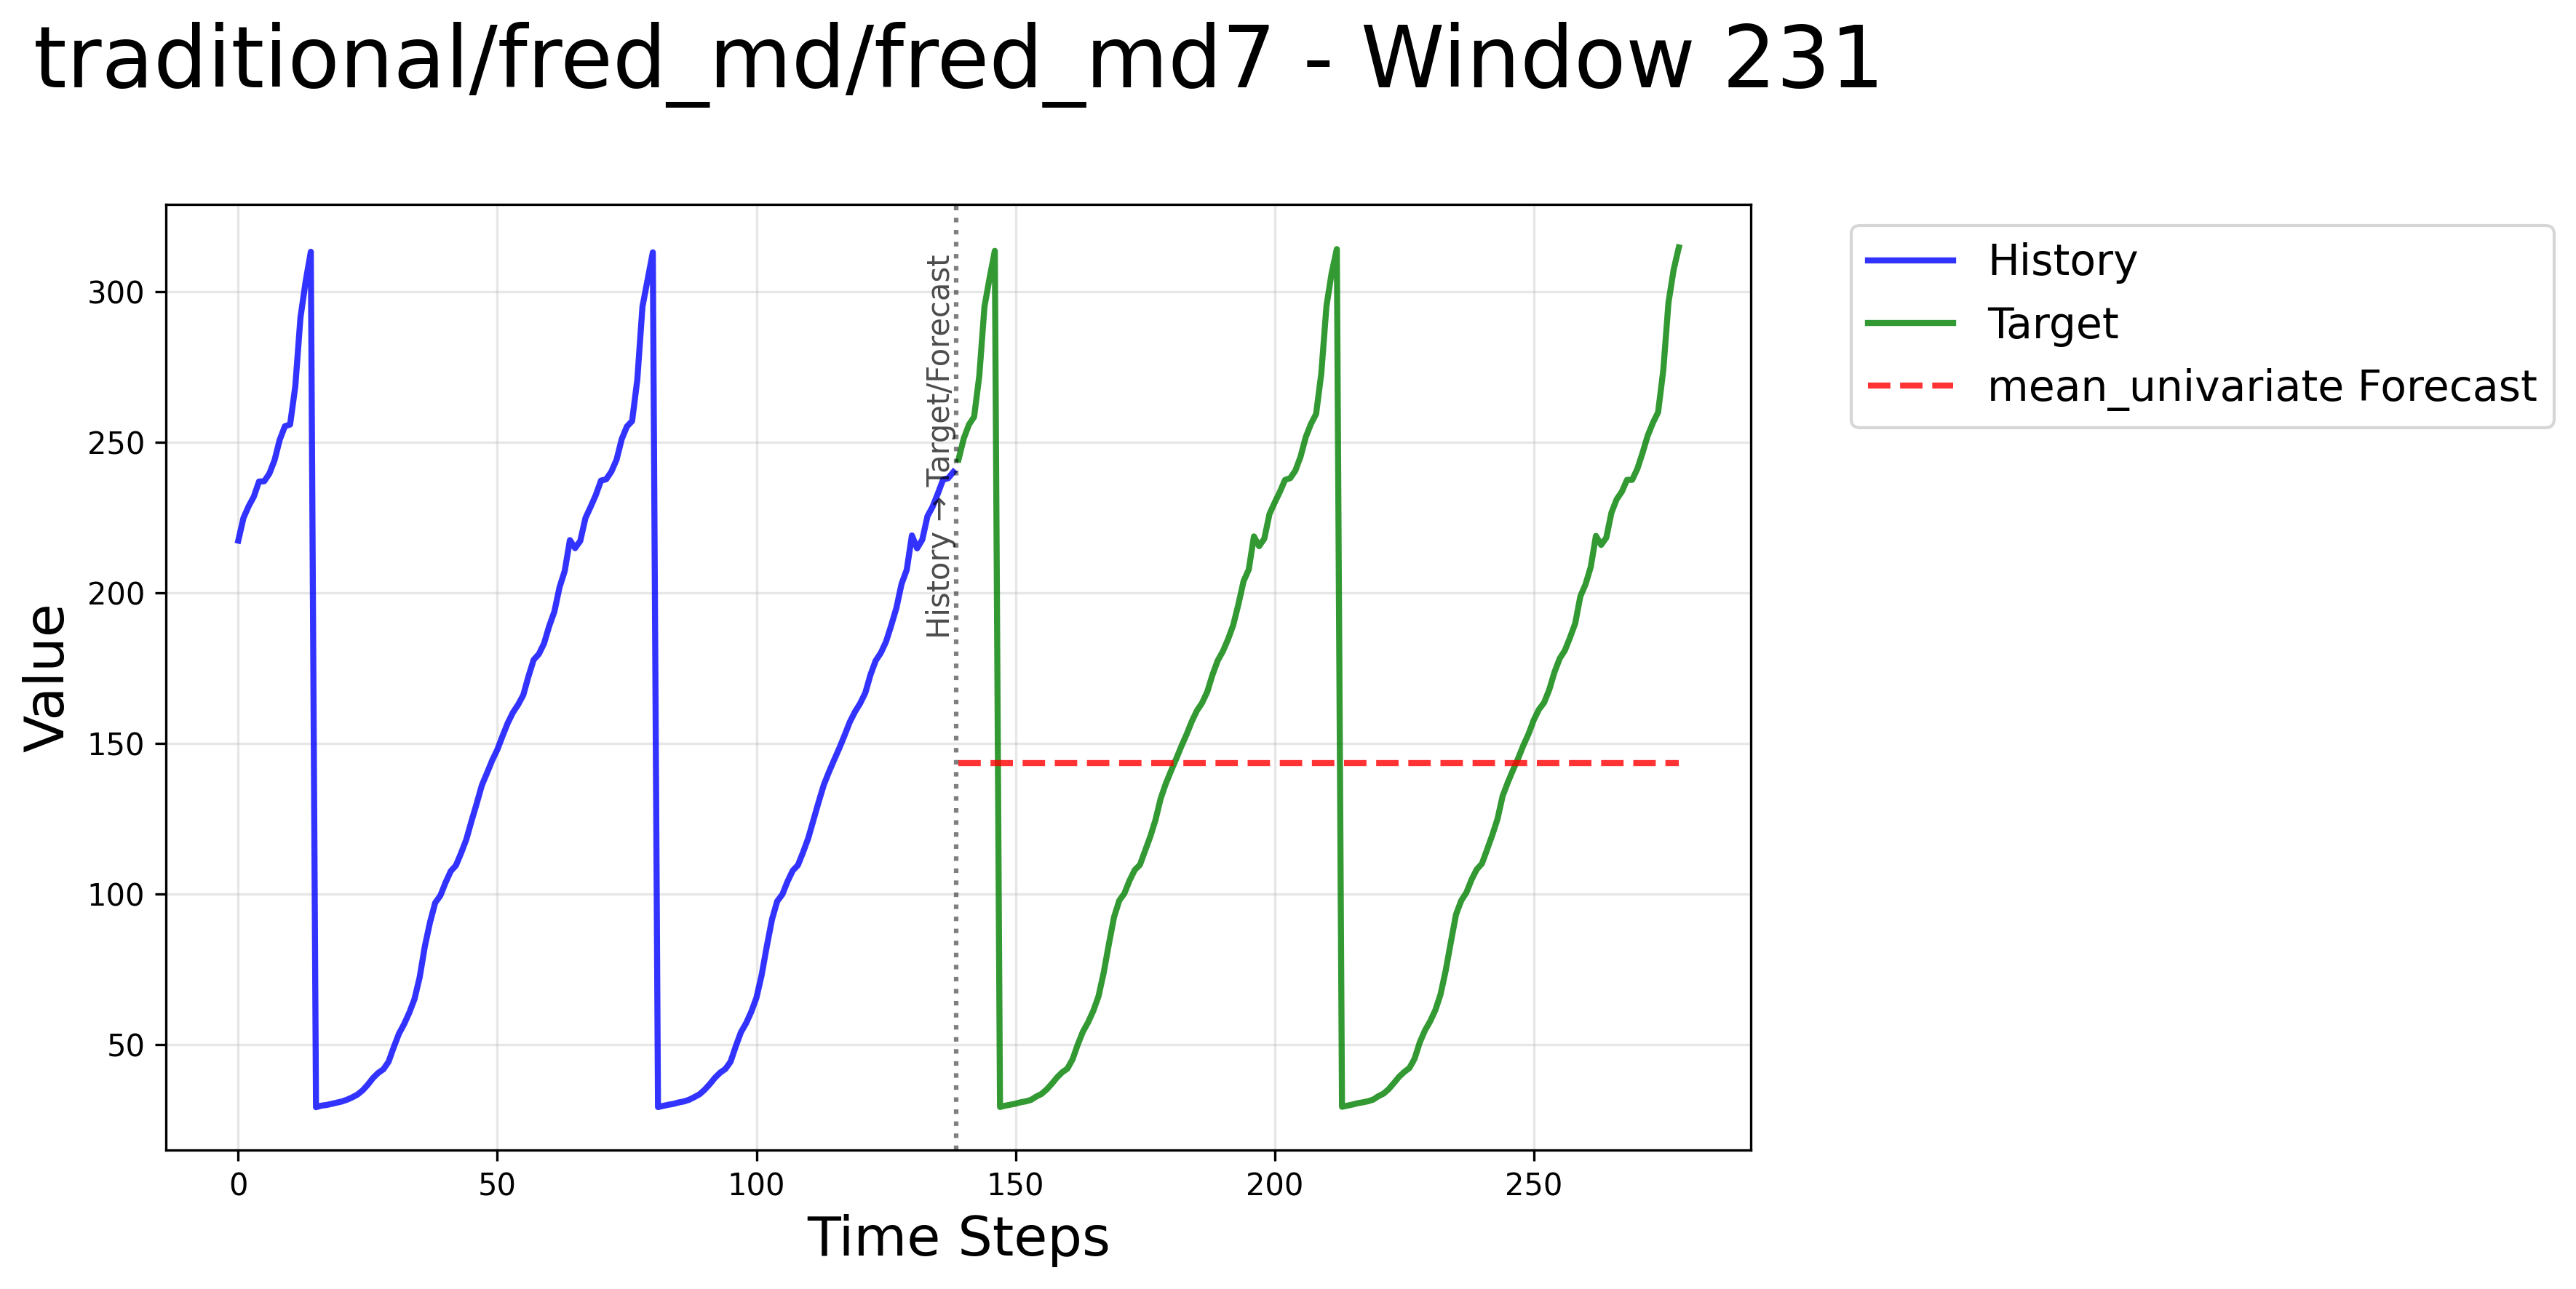 traditional/fred_md/fred_md7 - Window 231
History
Target
mean_univariate Forecast
History → Target/Forecast
Value
300
250
200
150
100
50
0
50
100
150
200
250
Time Steps